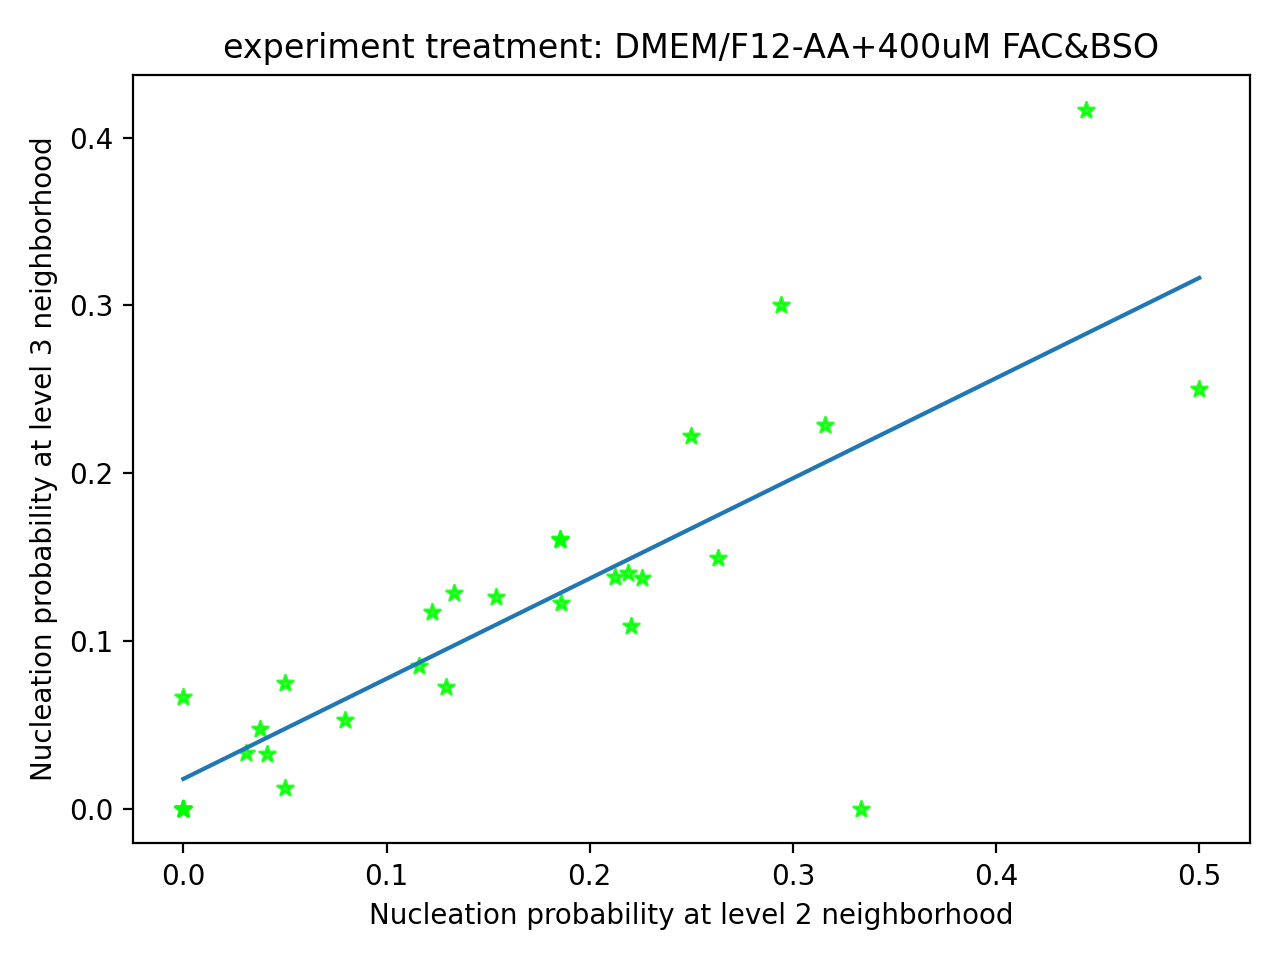 experiment treatment: DMEM/F12-AA+400uM FAC&BSO
Nucleation probability at level 3 neighborhood
0.4
0.3
0.2
0.1
0.0
0.0 0.1 0.2 0.3 0.4 0.5
Nucleation probability at level 2 neighborhood